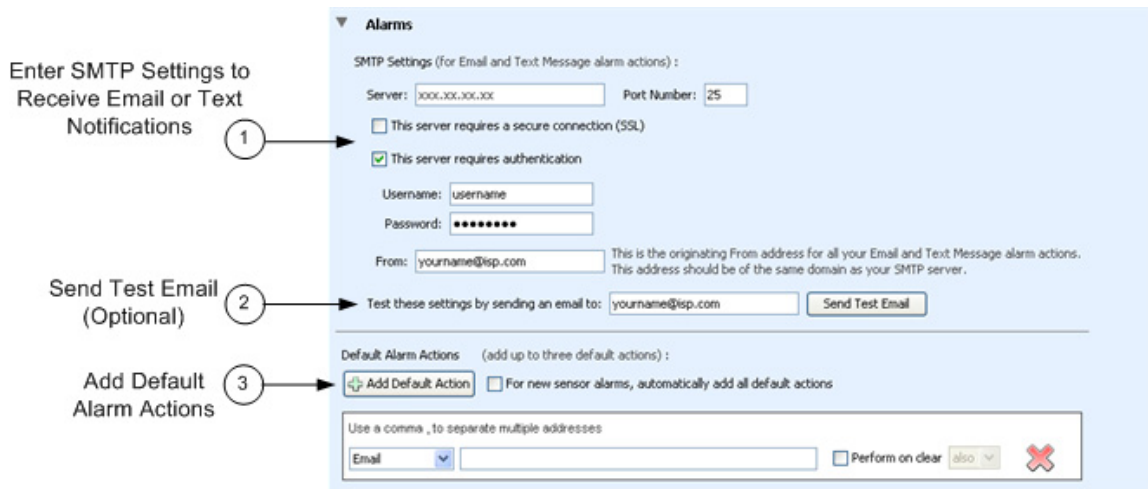 Alarms
SMTP Settings (for Email and Text Message alarm actions) :
Enter SMTP Settings to
Receive Email or Text
Notifications
1
Server: xxx.xx.xx.xx Port Number: 25
This server requires a secure connection (SSL)
This server requires authentication
Username: username
Password: ●●●●●●●●
From: yourname@isp.com
This is the originating From address for all your Email and Text Message alarm actions.
This address should be of the same domain as your SMTP server.
Send Test Email
(Optional)
2
Test these settings by sending an email to: yourname@isp.com Send Test Email
Default Alarm Actions (add up to three default actions) :
Add Default
Alarm Actions
3
Add Default Action For new sensor alarms, automatically add all default actions
Use a comma , to separate multiple addresses
Email Perform on clear also